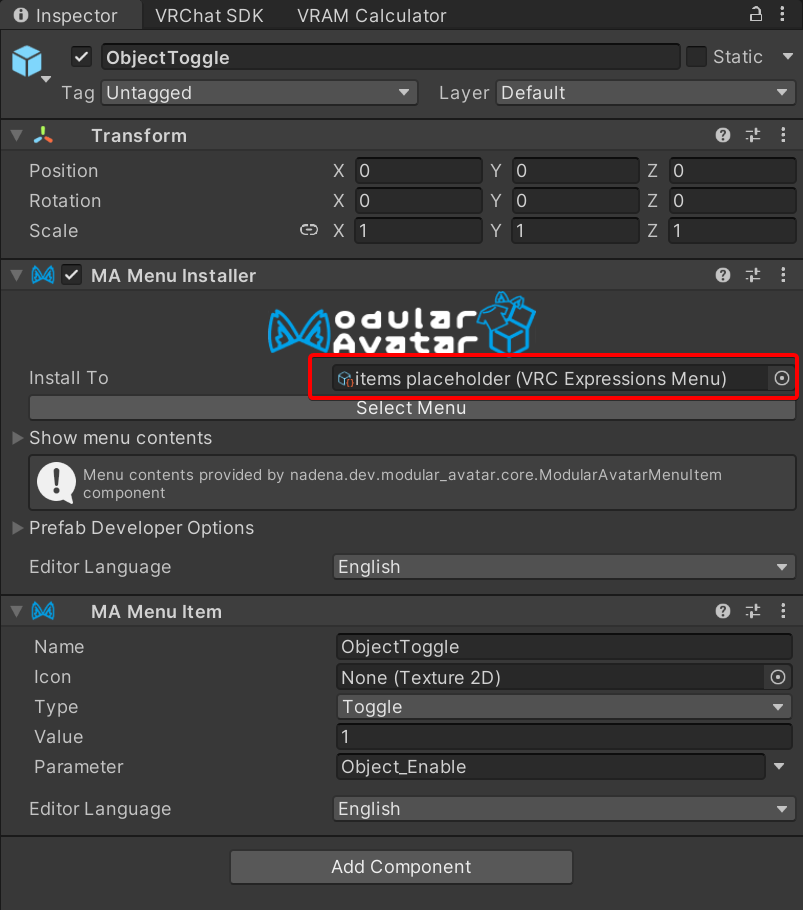 Inspector VRChat SDK VRAM Calculator
ObjectToggle Static
Tag Untagged Layer Default
Transform
Position X 0 Y 0 Z 0
Rotation X 0 Y 0 Z 0
Scale X 1 Y 1 Z 1
MA Menu Installer
Modular
Avatar
Install To items placeholder (VRC Expressions Menu)
Select Menu
Show menu contents
Menu contents provided by nadena.dev.modular_avatar.core.ModularAvatarMenuItem
component
Prefab Developer Options
Editor Language English
MA Menu Item
Name ObjectToggle
Icon None (Texture 2D)
Type Toggle
Value 1
Parameter Object_Enable
Editor Language English
Add Component